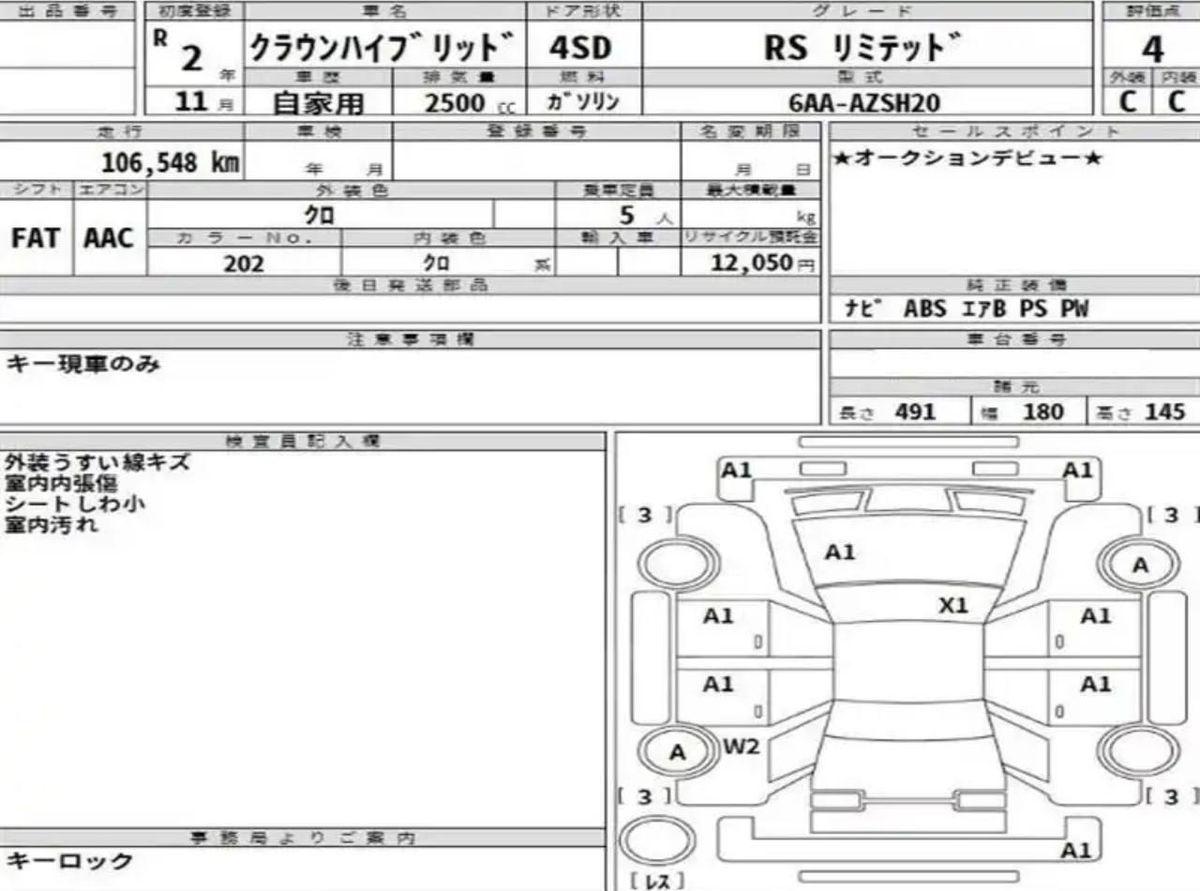 出品番号
初度登録 車名 ドア形状 グレード 評価点
R 2 年 クラウンハイブリッド 4SD RS リミテッド 4
車歴 排気量 燃料 型式 外装 内装
11 月 自家用 2500 cc ガソリン 6AA-AZSH20 C C
走行 車検 登録番号 名変期限 セールスポイント
106,548 km 年 月 月 日 ★オークションデビュー★
シフト エアコン 外装色 乗車定員 最大積載量
FAT AAC クロ 5 人 kg
カラーNo. 内装色 輸入車 リサイクル預託金
202 クロ 系 12,050 円
後日発送部品 純正装備
ナビ ABS エアB PS PW
注意事項欄 車台番号
キー現車のみ
諸元
長さ 491 幅 180 高さ 145
検査員記入欄
外装うすい線キズ
室内内張傷
シートしわ小
室内汚れ
A1 A1
[ 3 ] [ 3 ]
A1 A
X1
A1 A1
A1 A1
A W2
[ 3 ] [ 3 ]
A1
[ レス ]
事務局よりご案内
キーロック